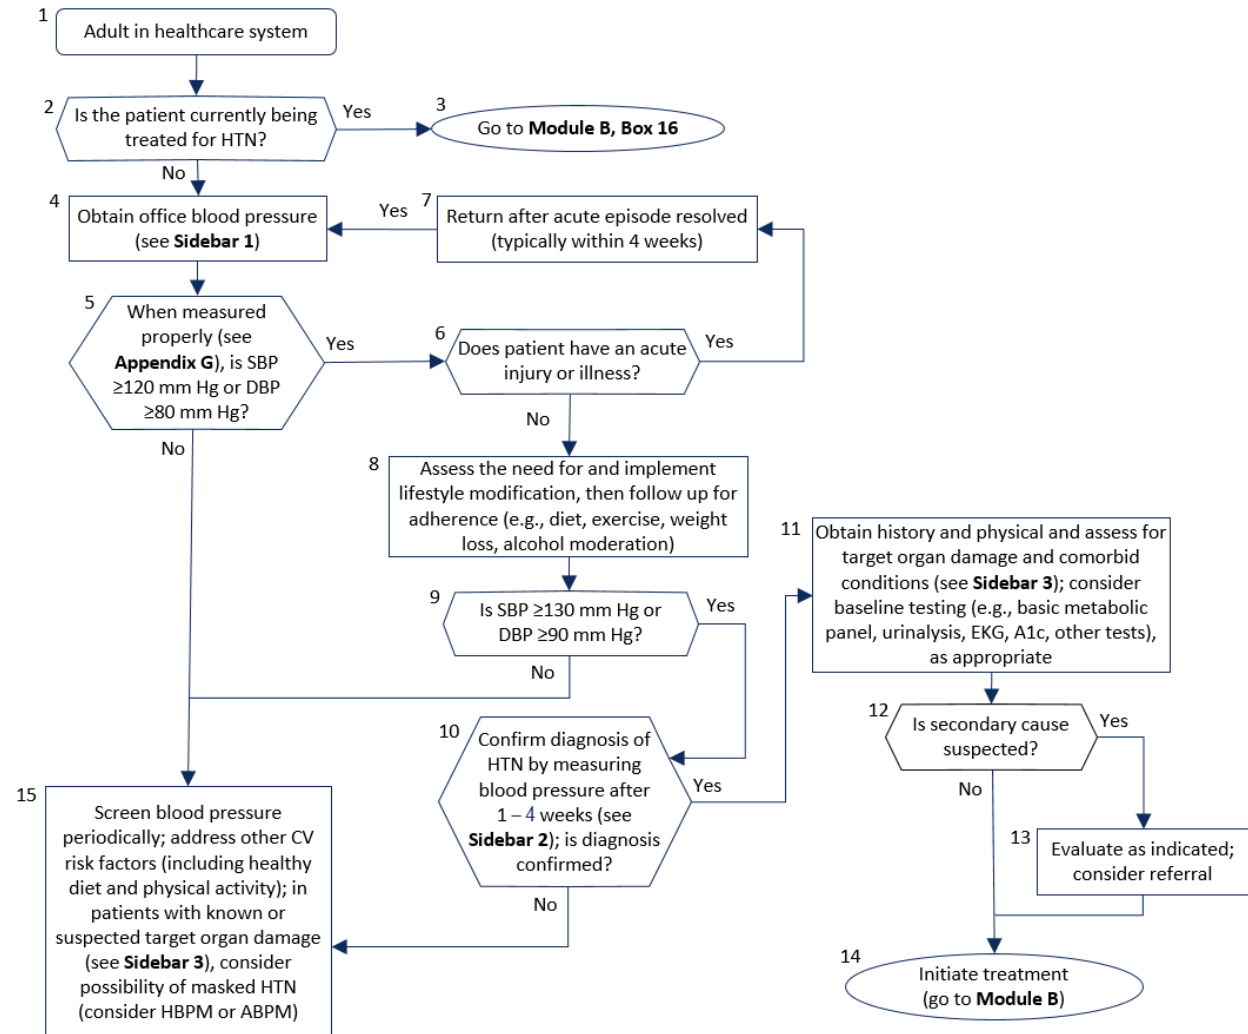 1
Adult in healthcare system
2
Is the patient currently being
treated for HTN?
Yes
3
Go to Module B, Box 16
No
4
Obtain office blood pressure
(see Sidebar 1)
Yes
7
Return after acute episode resolved
(typically within 4 weeks)
5
When measured
properly (see
Appendix G), is SBP
≥120 mm Hg or DBP
≥80 mm Hg?
Yes
6
Does patient have an acute
injury or illness?
Yes
No
No
8
Assess the need for and implement
lifestyle modification, then follow up for
adherence (e.g., diet, exercise, weight
loss, alcohol moderation)
9
Is SBP ≥130 mm Hg or
DBP ≥90 mm Hg?
Yes
No
10
Confirm diagnosis of
HTN by measuring
blood pressure after
1 – 4 weeks (see
Sidebar 2); is diagnosis
confirmed?
Yes
No
11
Obtain history and physical and assess for
target organ damage and comorbid
conditions (see Sidebar 3); consider
baseline testing (e.g., basic metabolic
panel, urinalysis, EKG, A1c, other tests),
as appropriate
12
Is secondary cause
suspected?
Yes
No
13
Evaluate as indicated;
consider referral
14
Initiate treatment
(go to Module B)
15
Screen blood pressure
periodically; address other CV
risk factors (including healthy
diet and physical activity); in
patients with known or
suspected target organ damage
(see Sidebar 3), consider
possibility of masked HTN
(consider HBPM or ABPM)